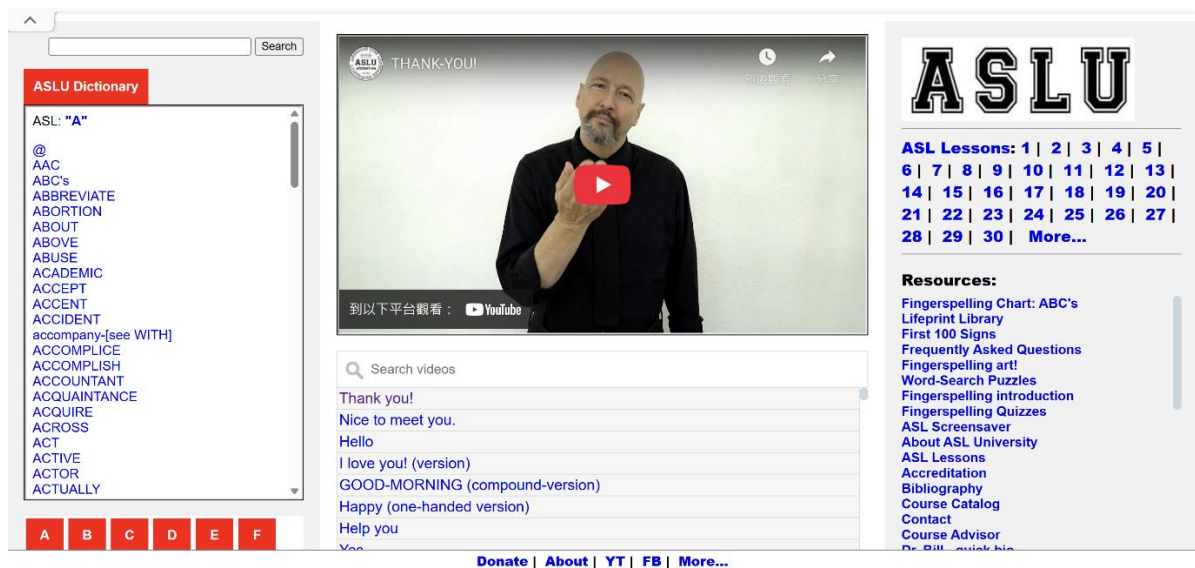 Search
ASLU Dictionary
ASL: "A"
@
AAC
ABC's
ABBREVIATE
ABORTION
ABOUT
ABOVE
ABUSE
ACADEMIC
ACCEPT
ACCENT
ACCIDENT
accompany-[see WITH]
ACCOMPLICE
ACCOMPLISH
ACCOUNTANT
ACQUAINTANCE
ACQUIRE
ACROSS
ACT
ACTIVE
ACTOR
ACTUALLY
A B C D E F
ASLU
THANK-YOU!
稍後觀看 分享
到以下平台觀看： YouTube
Search videos
Thank you!
Nice to meet you.
Hello
I love you! (version)
GOOD-MORNING (compound-version)
Happy (one-handed version)
Help you
Yes
ASLU
ASL Lessons: 1 | 2 | 3 | 4 | 5 |
6 | 7 | 8 | 9 | 10 | 11 | 12 | 13 |
14 | 15 | 16 | 17 | 18 | 19 | 20 |
21 | 22 | 23 | 24 | 25 | 26 | 27 |
28 | 29 | 30 | More...
Resources:
Fingerspelling Chart: ABC's
Lifeprint Library
First 100 Signs
Frequently Asked Questions
Fingerspelling art!
Word-Search Puzzles
Fingerspelling introduction
Fingerspelling Quizzes
ASL Screensaver
About ASL University
ASL Lessons
Accreditation
Bibliography
Course Catalog
Contact
Course Advisor
Dr. Bill - quick bio
Donate | About | YT | FB | More...